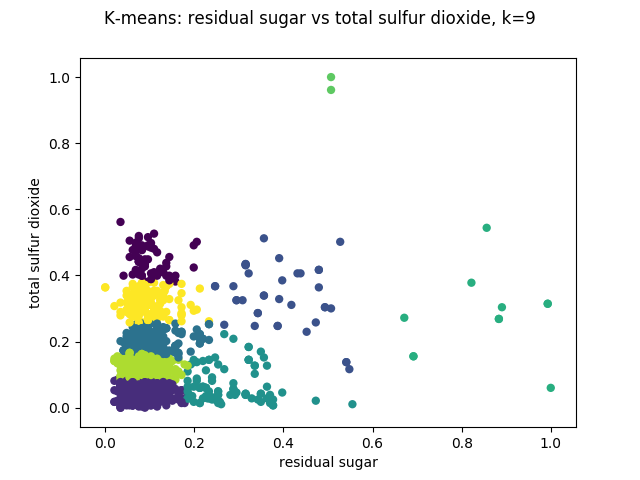 K-means: residual sugar vs total sulfur dioxide, k=9
1.0
0.8
0.6
0.4
0.2
0.0
total sulfur dioxide
0.0 0.2 0.4 0.6 0.8 1.0
residual sugar